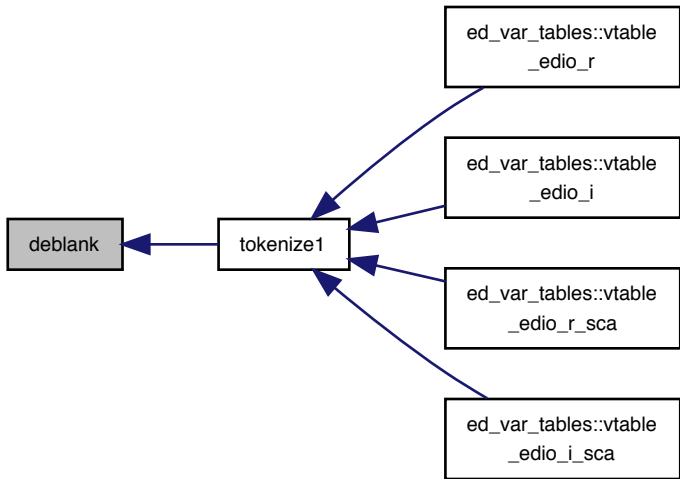 ed_var_tables::vtable
_edio_r
ed_var_tables::vtable
_edio_i
deblank
tokenize1
ed_var_tables::vtable
_edio_r_sca
ed_var_tables::vtable
_edio_i_sca